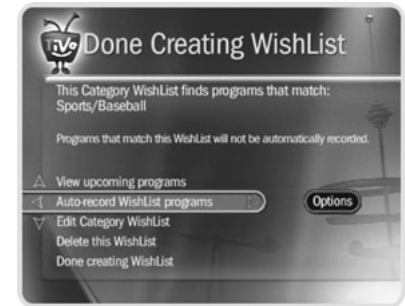 TiVo Done Creating WishList
This Category WishList finds programs that match:
Sports/Baseball
Programs that match this WishList will not be automatically recorded.
View upcoming programs
Auto-record WishList programs Options
Edit Category WishList
Delete this WishList
Done creating WishList